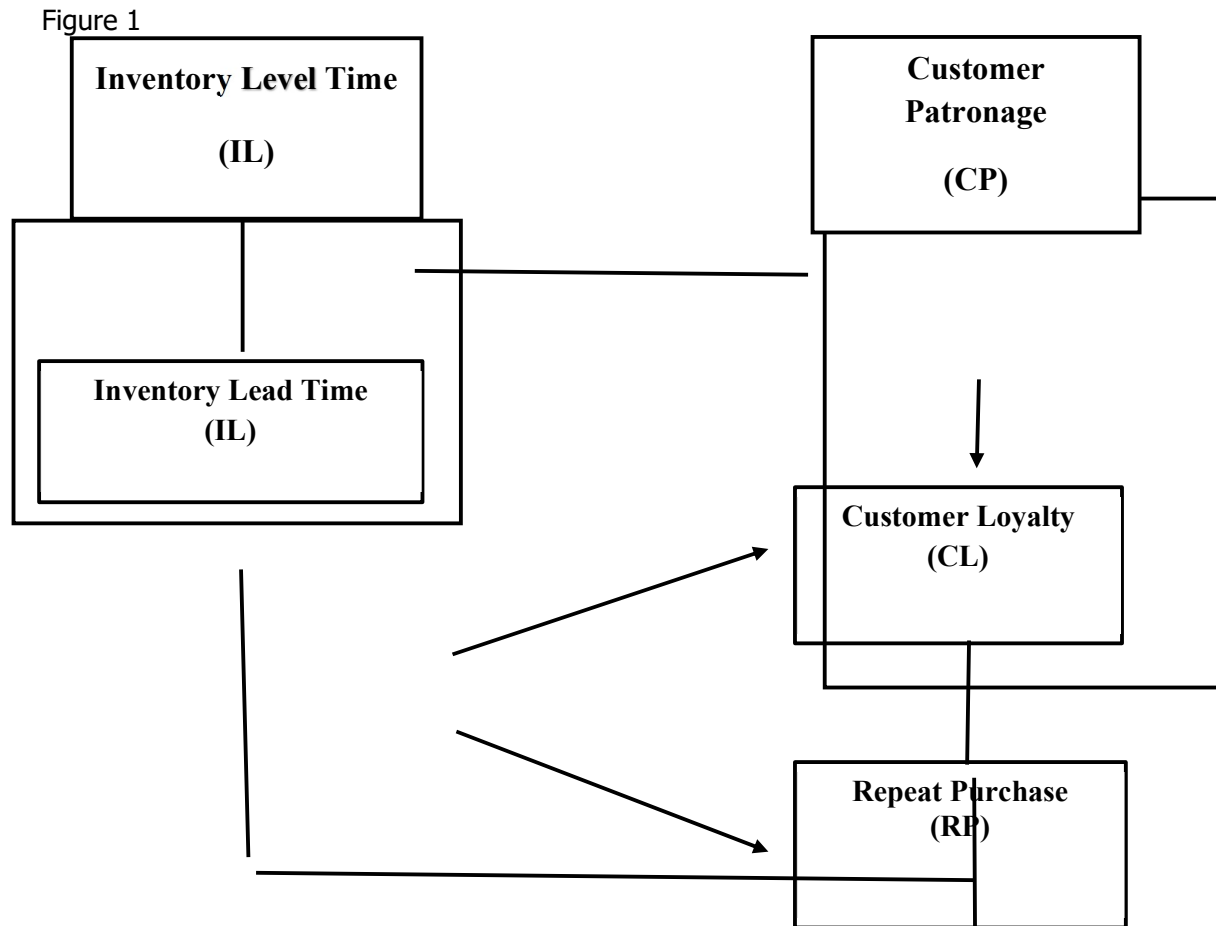 Figure 1
Inventory Level Time
(IL)
Customer
Patronage
(CP)
Inventory Lead Time
(IL)
Customer Loyalty
(CL)
Repeat Purchase
(RP)